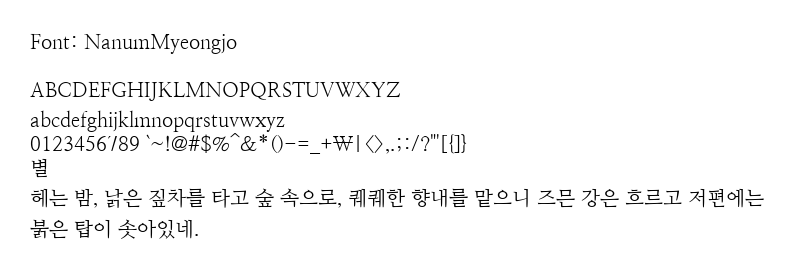 Font: NanumMyeongjo
ABCDEFGHIJKLMNOPQRSTUVWXYZ
abcdefghijklmnopqrstuvwxyz
0123456789 `~!@#$%^&*()-=_+₩|<>,.;:/?'"[{]}
별
헤는 밤, 낡은 짚차를 타고 숲 속으로, 퀘퀘한 향내를 맡으니 즈믄 강은 흐르고 저편에는
붉은 탑이 솟아있네.